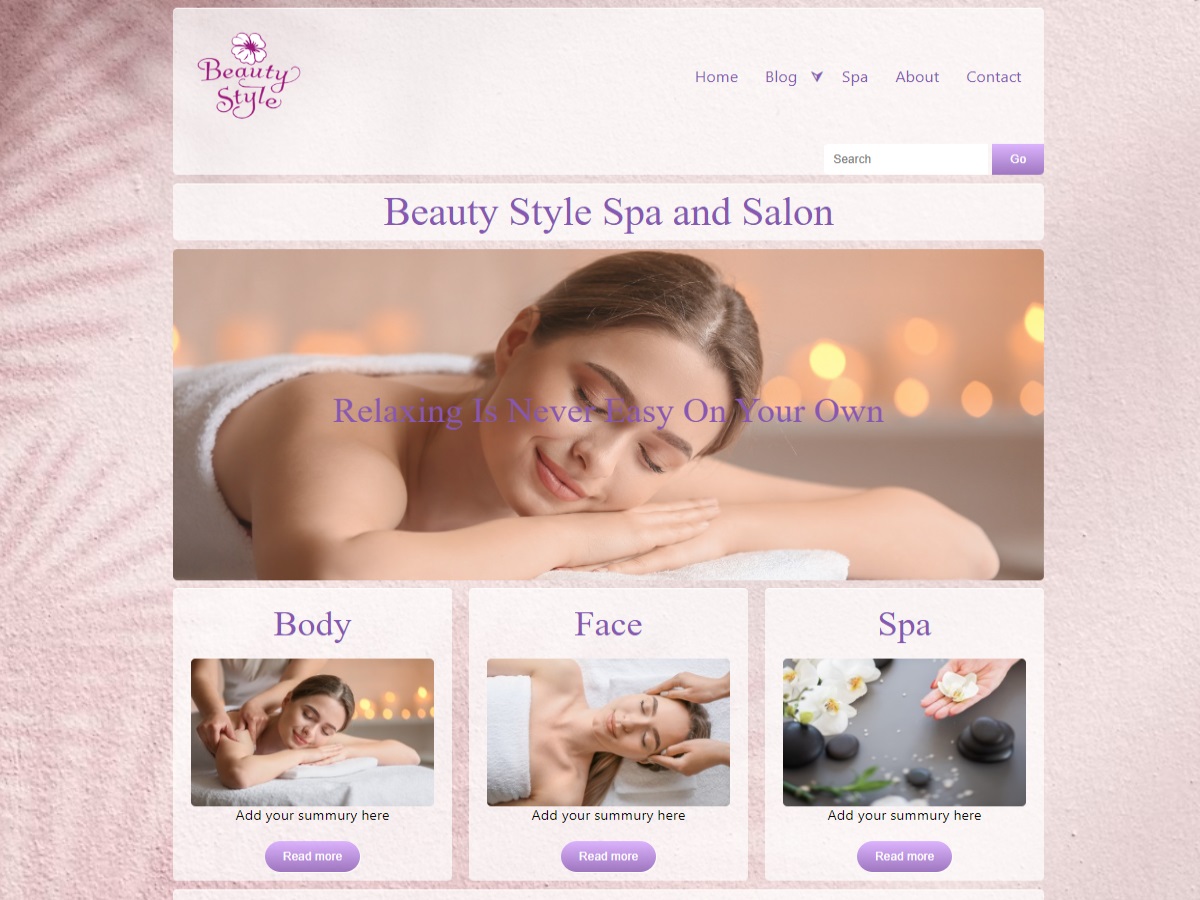 Beauty
Style
Home Blog Spa About Contact
Search Go
Beauty Style Spa and Salon
Relaxing Is Never Easy On Your Own
Body Face Spa
Add your summury here Add your summury here Add your summury here
Read more Read more Read more